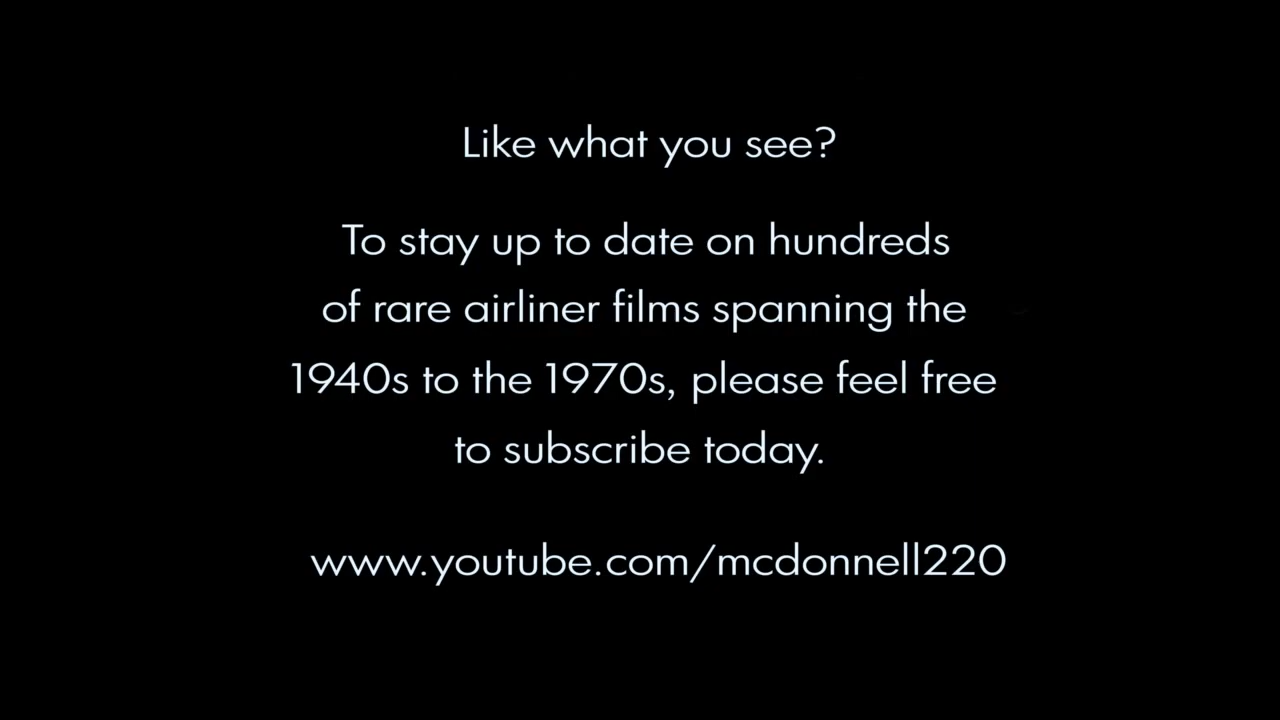 Like what you see?
To stay up to date on hundreds
of rare airliner films spanning the
1940s to the 1970s, please feel free
to subscribe today.
www.youtube.com/mcdonnell220